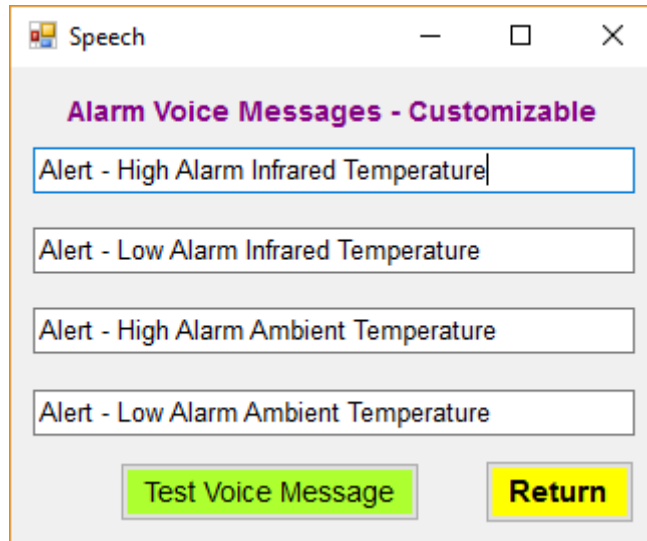 Speech
Alarm Voice Messages - Customizable
Alert - High Alarm Infrared Temperature
Alert - Low Alarm Infrared Temperature
Alert - High Alarm Ambient Temperature
Alert - Low Alarm Ambient Temperature
Test Voice Message Return